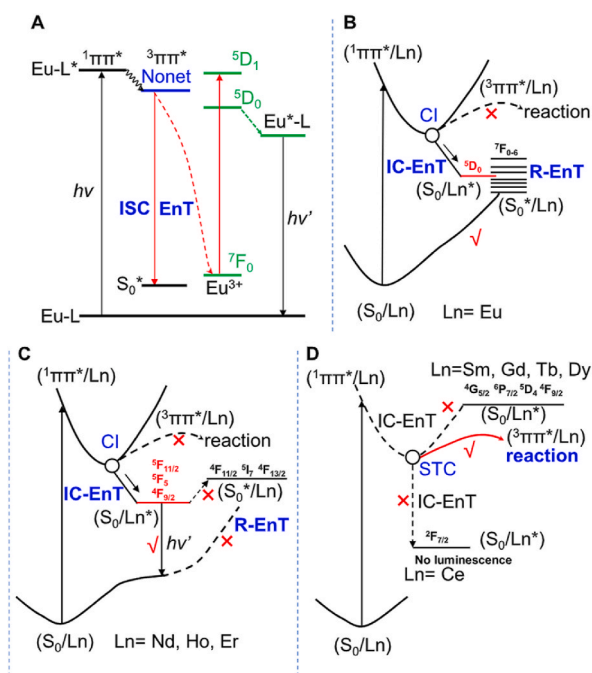 A
¹ππ*
³ππ*
Eu-L*
Nonet
⁵D₁
⁵D₀
Eu*-L
hν
ISC
EnT
hν’
⁷F₀
S₀*
Eu³⁺
Eu-L
B
(¹ππ*/Ln)
(³ππ*/Ln)
CI
reaction
⁷F₀₋₆
IC-EnT
⁵D₀
R-EnT
(S₀/Ln*)
(S₀*/Ln)
√
(S₀/Ln)
Ln= Eu
C
(¹ππ*/Ln)
(³ππ*/Ln)
CI
reaction
⁵F₁₁/₂
⁵F₅
⁴F₉/₂
⁴F₁₁/₂ ⁵I₇ ⁴F₁₃/₂
IC-EnT
(S₀*/Ln)
(S₀/Ln*)
R-EnT
√
hν’
(S₀/Ln)
Ln= Nd, Ho, Er
D
Ln=Sm, Gd, Tb, Dy
(¹ππ*/Ln)
⁴G₅/₂ ⁶P₇/₂ ⁵D₄ ⁴F₉/₂
IC-EnT
(S₀/Ln*)
(³ππ*/Ln)
STC
√
reaction
IC-EnT
²F₇/₂
(S₀/Ln*)
No luminescence
Ln= Ce
(S₀/Ln)